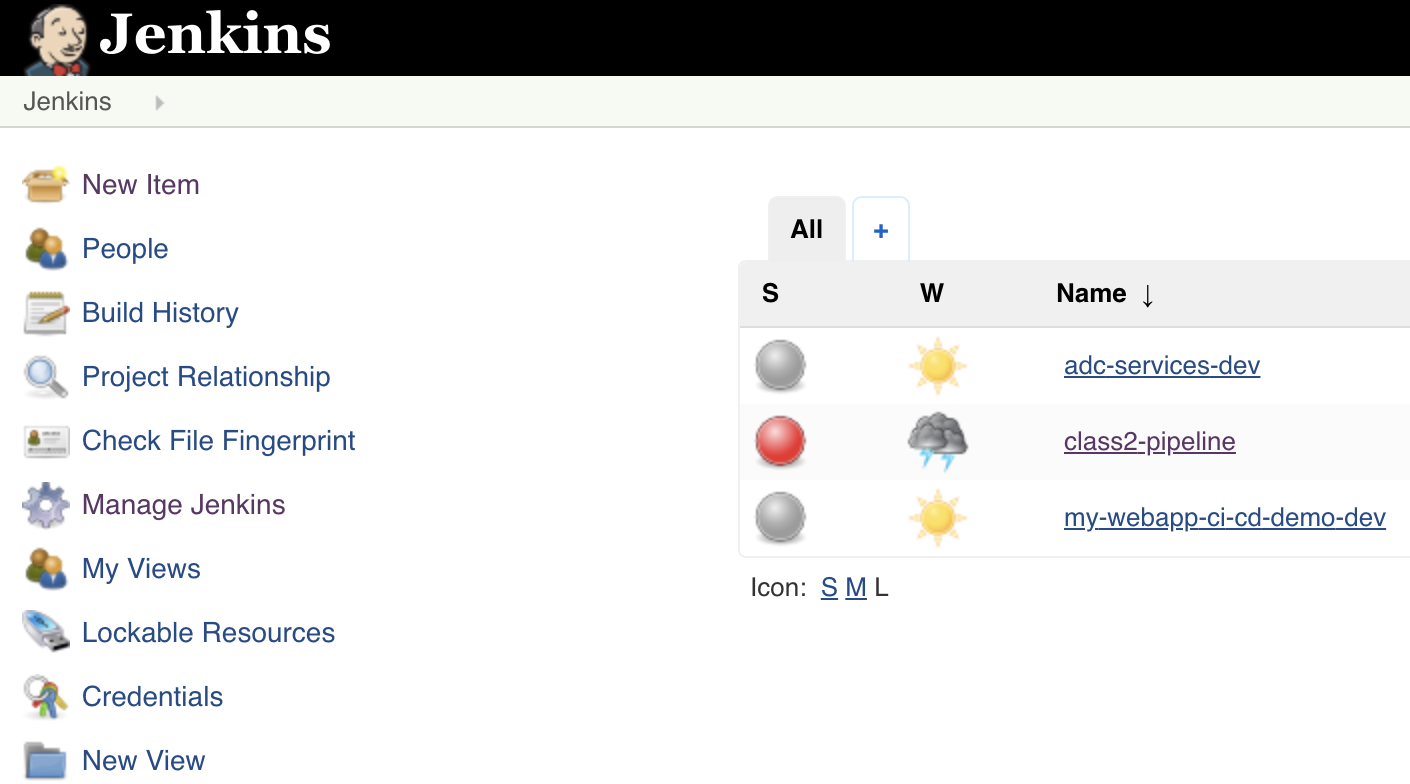 Jenkins
Jenkins
New Item
People
Build History
Project Relationship
Check File Fingerprint
Manage Jenkins
My Views
Lockable Resources
Credentials
New View
All +
S W Name ↓
adc-services-dev
class2-pipeline
my-webapp-ci-cd-demo-dev
Icon: S M L